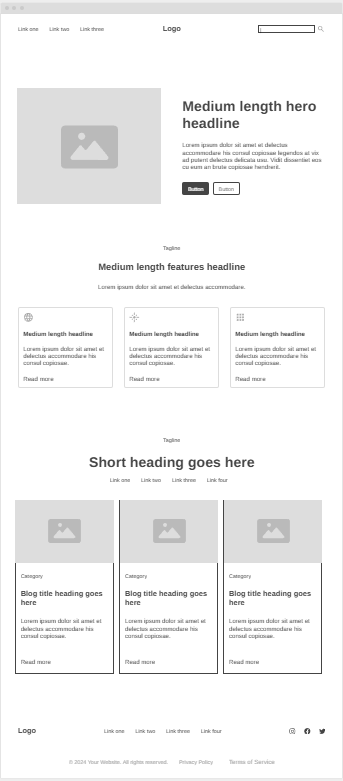 Link one Link two Link three Logo
Medium length hero
headline
Lorem ipsum dolor sit amet et delectus
accommodare his consul copiosae legendos at vix
ad putent delectus delicata usu. Vidit dissentiet eos
cu eum an brute copiosae hendrerit.
Button Button
Tagline
Medium length features headline
Lorem ipsum dolor sit amet et delectus accommodare.
Medium length headline
Lorem ipsum dolor sit amet et
delectus accommodare his
consul copiosae.
Read more
Medium length headline
Lorem ipsum dolor sit amet et
delectus accommodare his
consul copiosae.
Read more
Medium length headline
Lorem ipsum dolor sit amet et
delectus accommodare his
consul copiosae.
Read more
Tagline
Short heading goes here
Link one Link two Link three Link four
Category
Blog title heading goes
here
Lorem ipsum dolor sit amet et
delectus accommodare his
consul copiosae.
Read more
Category
Blog title heading goes
here
Lorem ipsum dolor sit amet et
delectus accommodare his
consul copiosae.
Read more
Category
Blog title heading goes
here
Lorem ipsum dolor sit amet et
delectus accommodare his
consul copiosae.
Read more
Logo Link one Link two Link three Link four
© 2024 Your Website. All rights reserved. Privacy Policy Terms of Service